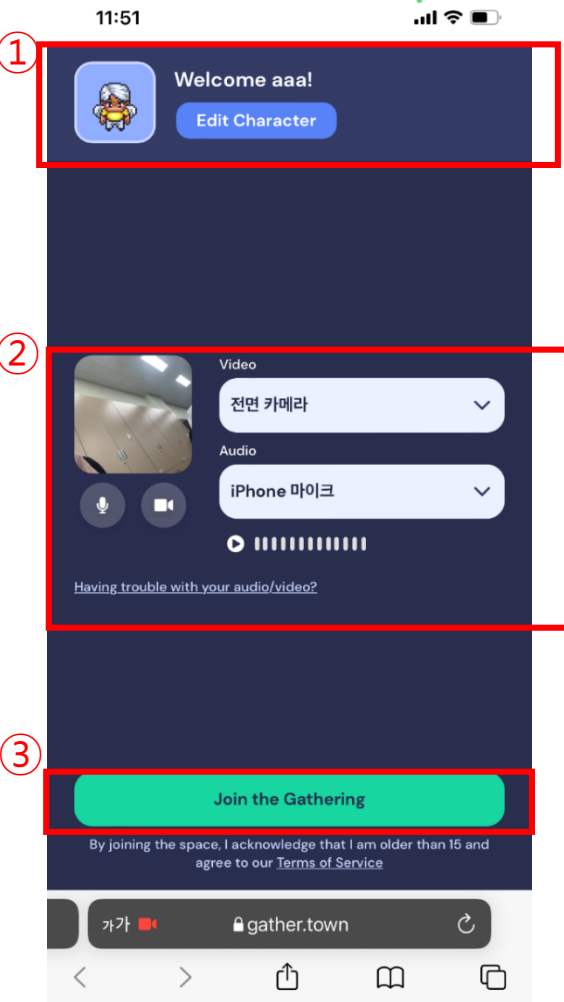 11:51
①
Welcome aaa!
Edit Character
②
Video
전면 카메라
Audio
iPhone 마이크
Having trouble with your audio/video?
③
Join the Gathering
By joining the space, I acknowledge that I am older than 15 and
agree to our Terms of Service
가가
gather.town